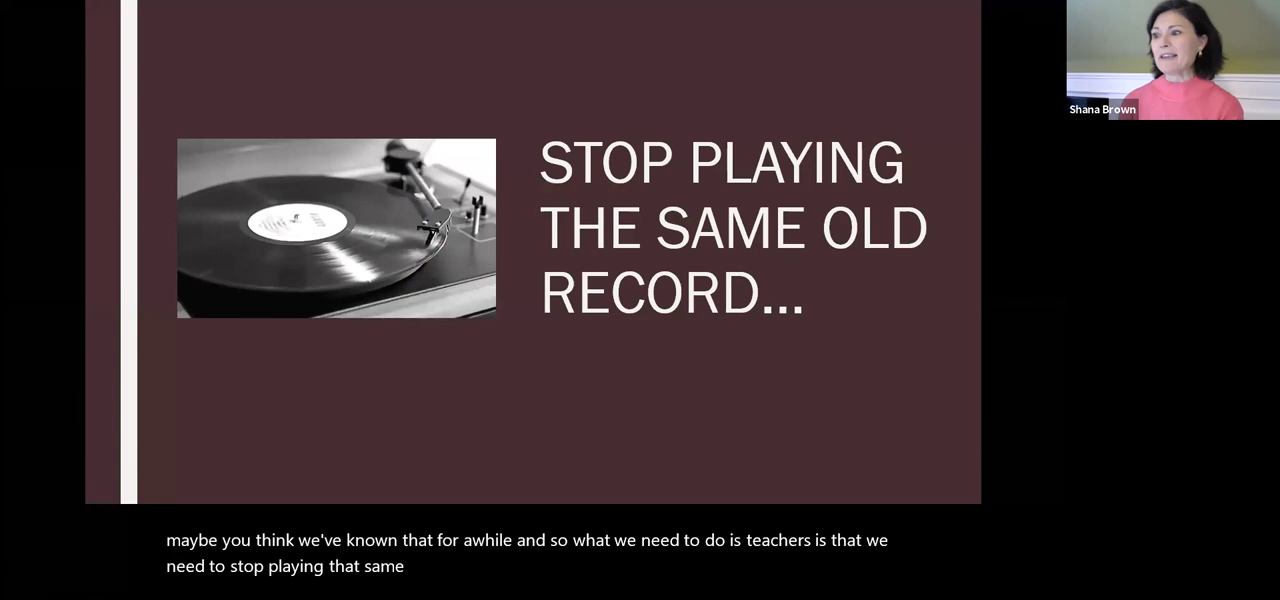 STOP PLAYING
THE SAME OLD
RECORD...
Shana Brown
maybe you think we've known that for awhile and so what we need to do is teachers is that we
need to stop playing that same